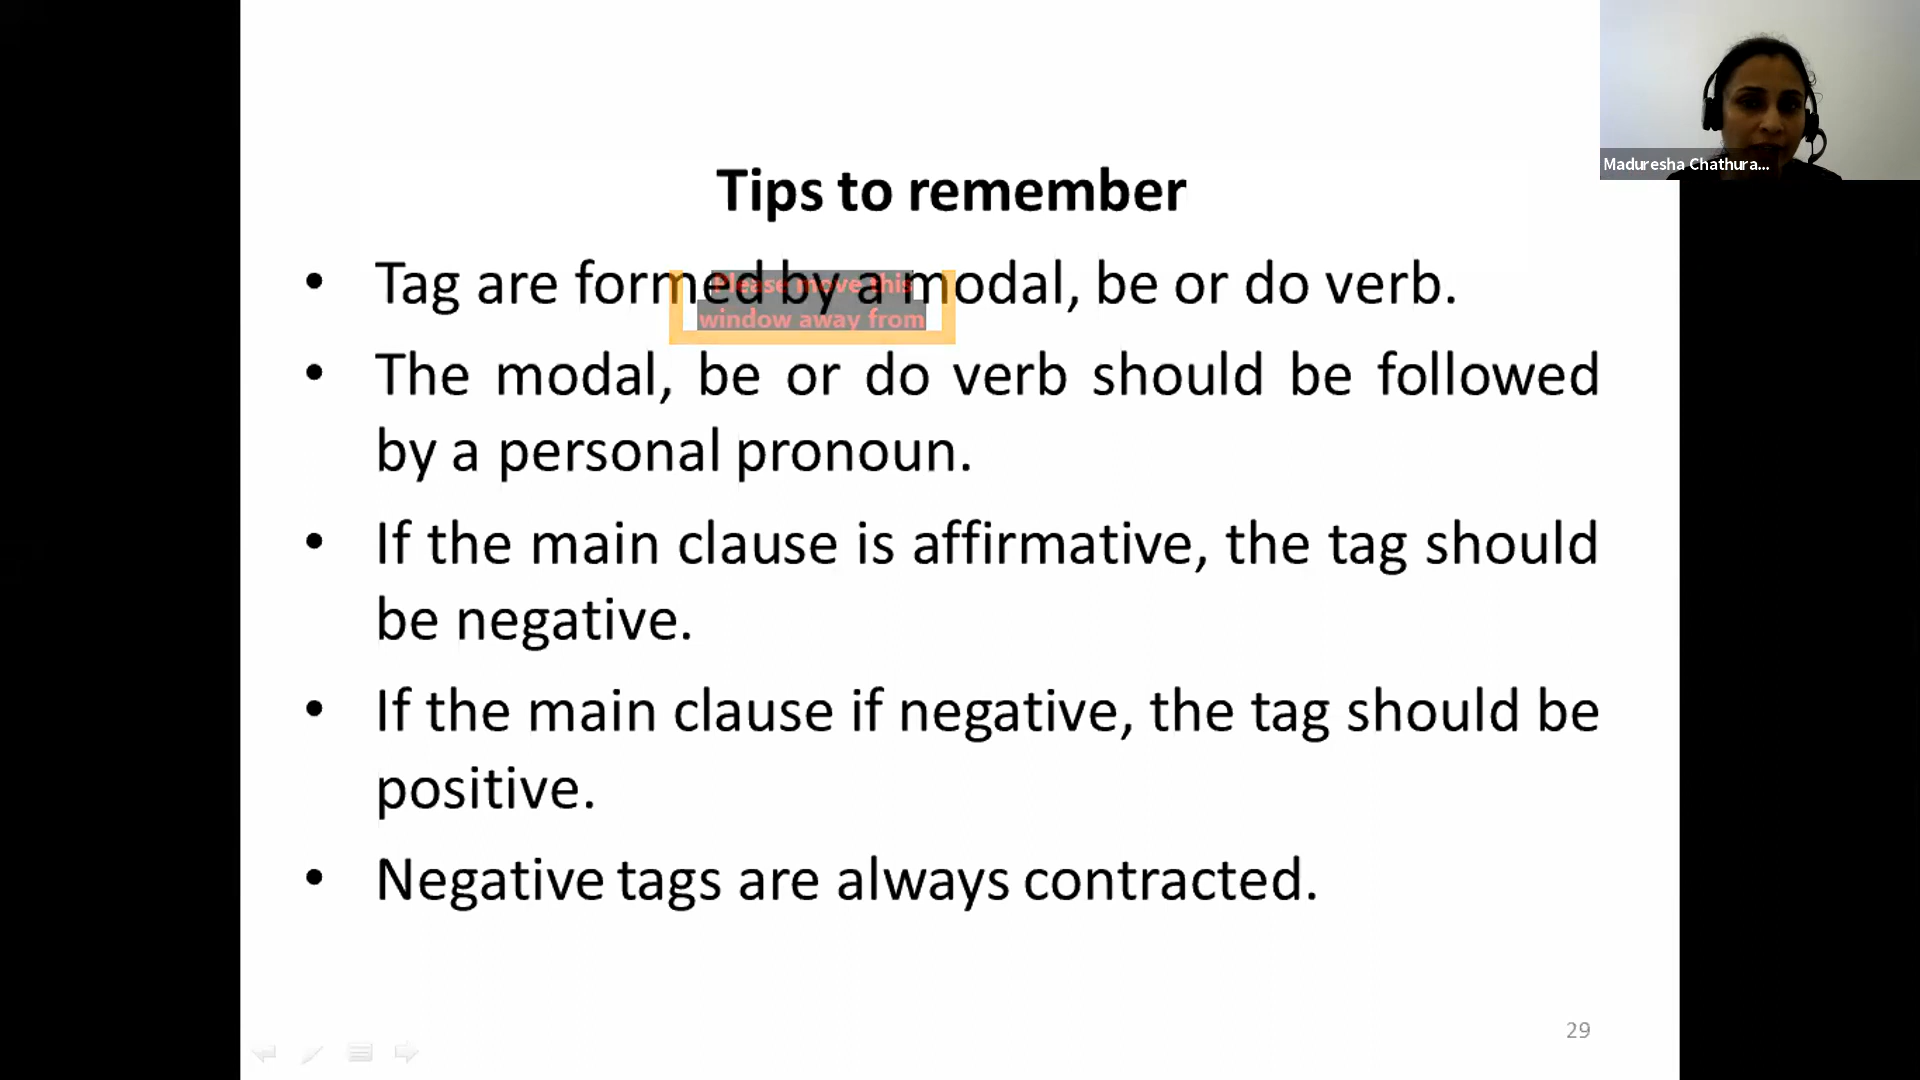 Maduresha Chathura...
Tips to remember
• Tag are formed by a modal, be or do verb.
Please move this
window away from
• The modal, be or do verb should be followed
by a personal pronoun.
• If the main clause is affirmative, the tag should
be negative.
• If the main clause if negative, the tag should be
positive.
• Negative tags are always contracted.
29